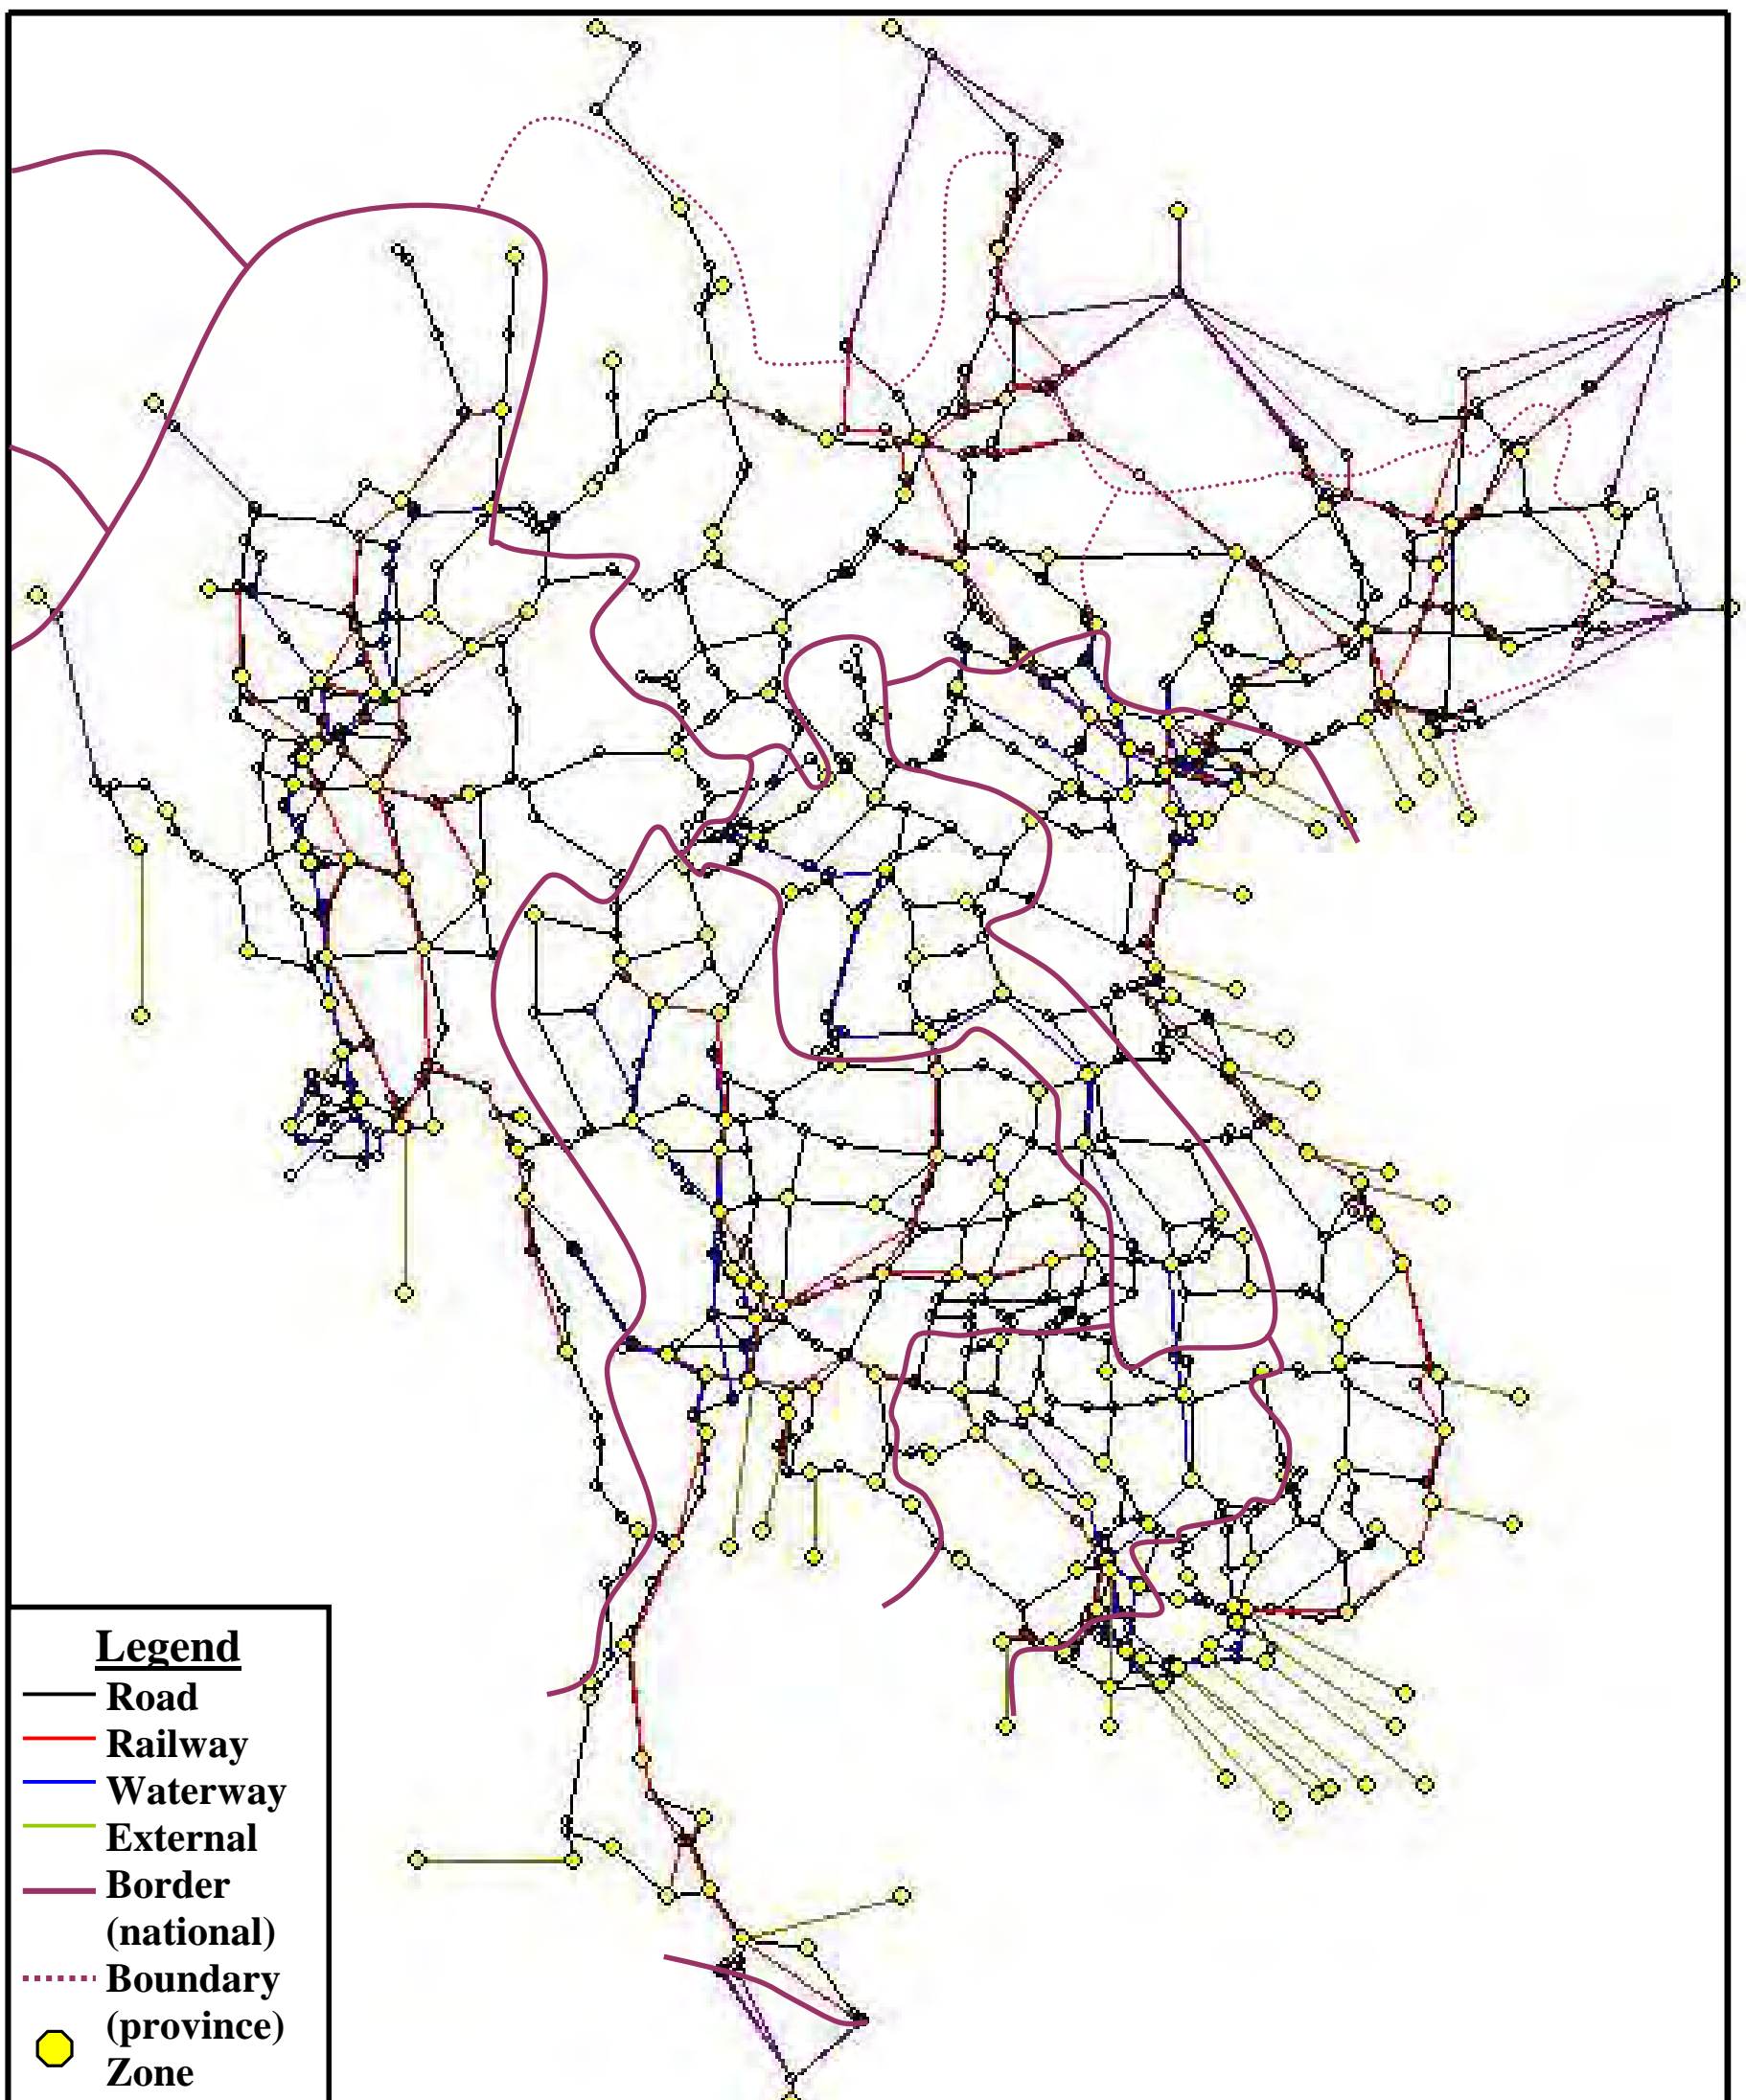 Legend
Road
Railway
Waterway
External
Border
(national)
Boundary
(province)
Zone